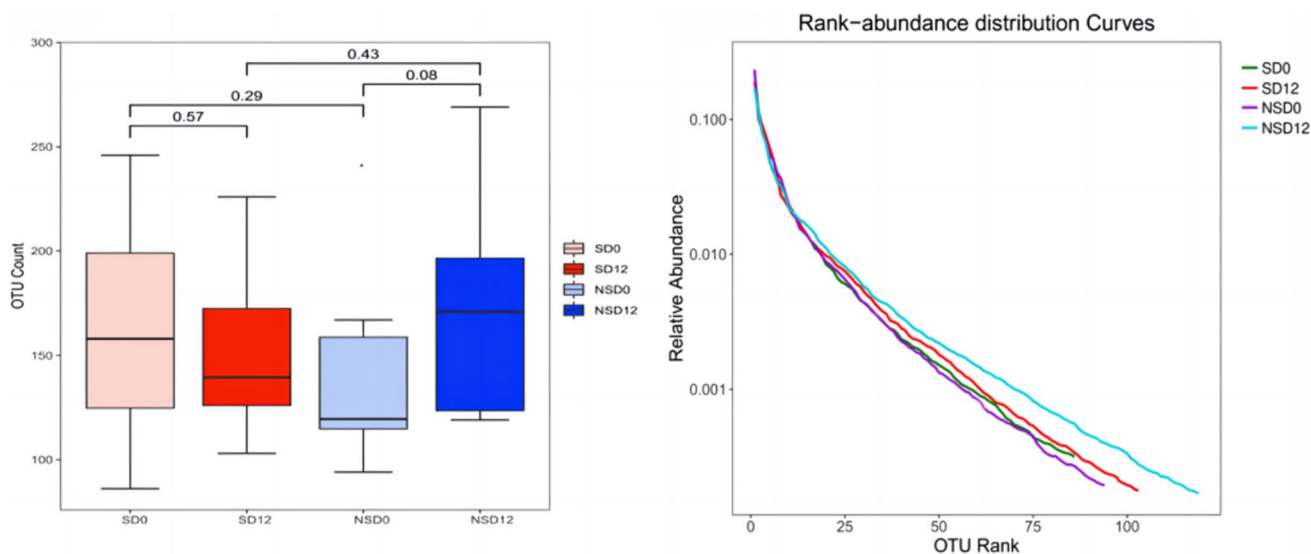 300
250
200
150
100
OTU Count
0.43
0.08
0.29
0.57
SD0
SD12
NSD0
NSD12
SD0
SD12
NSD0
NSD12
Rank-abundance distribution Curves
0.100
0.010
0.001
Relative Abundance
0
25
50
75
100
OTU Rank
SD0
SD12
NSD0
NSD12